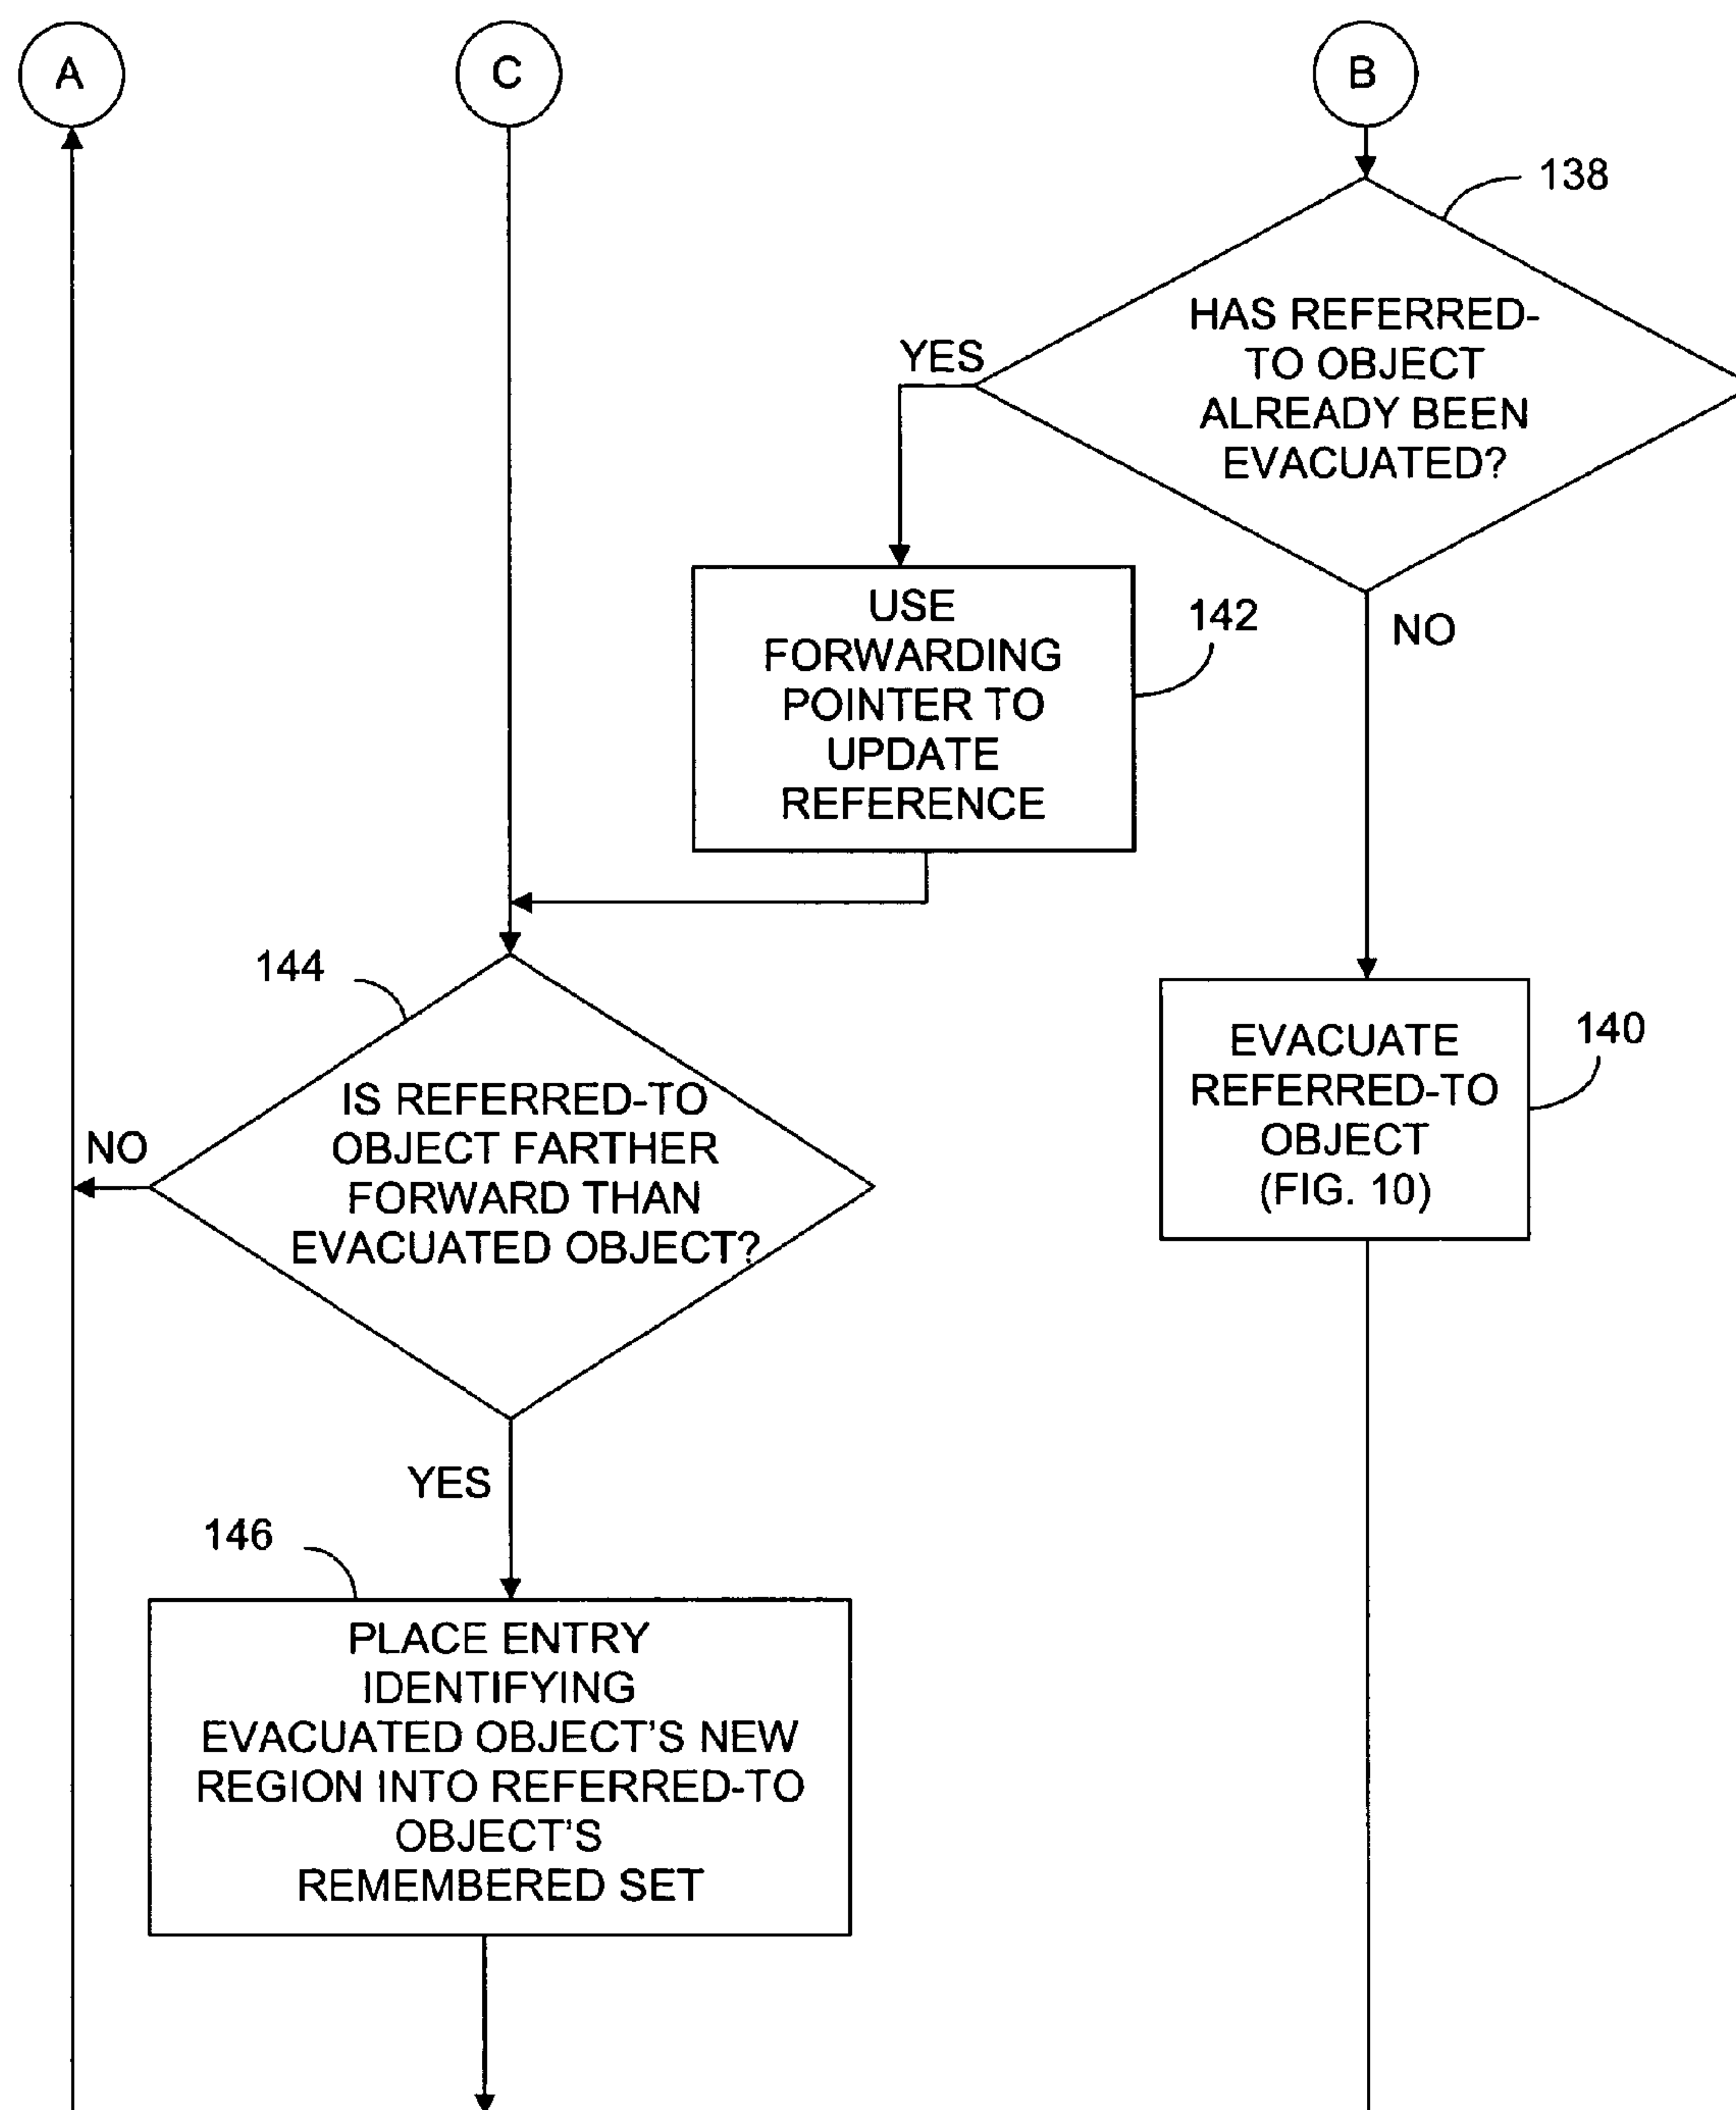 A
C
B
138
HAS REFERRED-
TO OBJECT
ALREADY BEEN
EVACUATED?
YES
NO
USE
FORWARDING
POINTER TO
UPDATE
REFERENCE
142
144
IS REFERRED-TO
OBJECT FARTHER
FORWARD THAN
EVACUATED OBJECT?
NO
EVACUATE
REFERRED-TO
OBJECT
(FIG. 10)
140
YES
146
PLACE ENTRY
IDENTIFYING
EVACUATED OBJECT'S NEW
REGION INTO REFERRED-TO
OBJECT'S
REMEMBERED SET